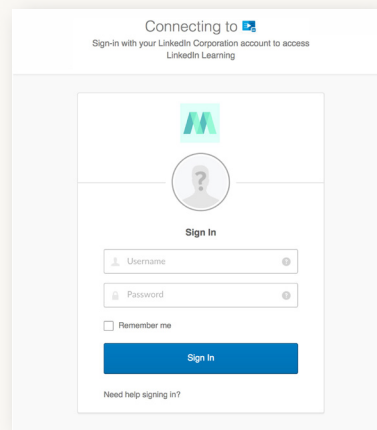 Connecting to
Sign-in with your LinkedIn Corporation account to access
LinkedIn Learning
Sign In
Username
Password
Remember me
Sign In
Need help signing in?